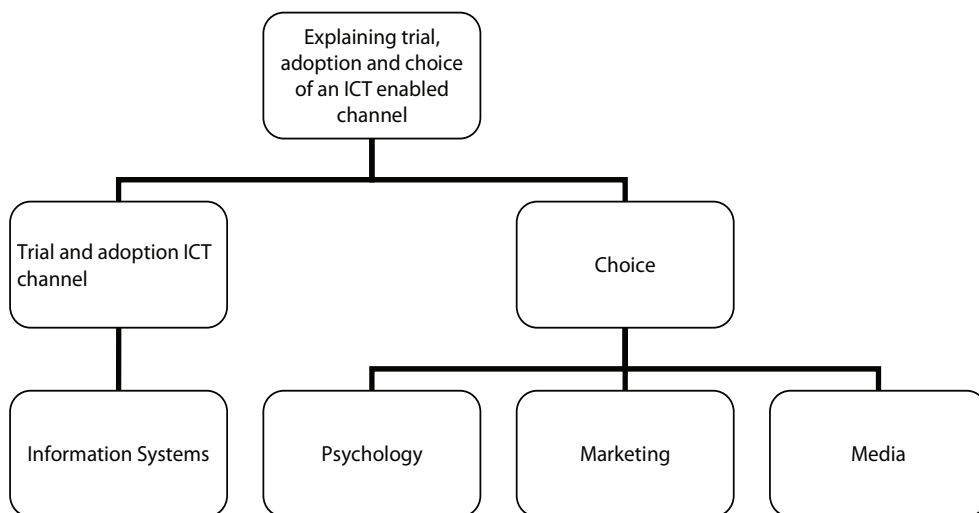 Explaining trial,
adoption and choice
of an ICT enabled
channel
Trial and adoption ICT
channel
Choice
Information Systems
Psychology
Marketing
Media